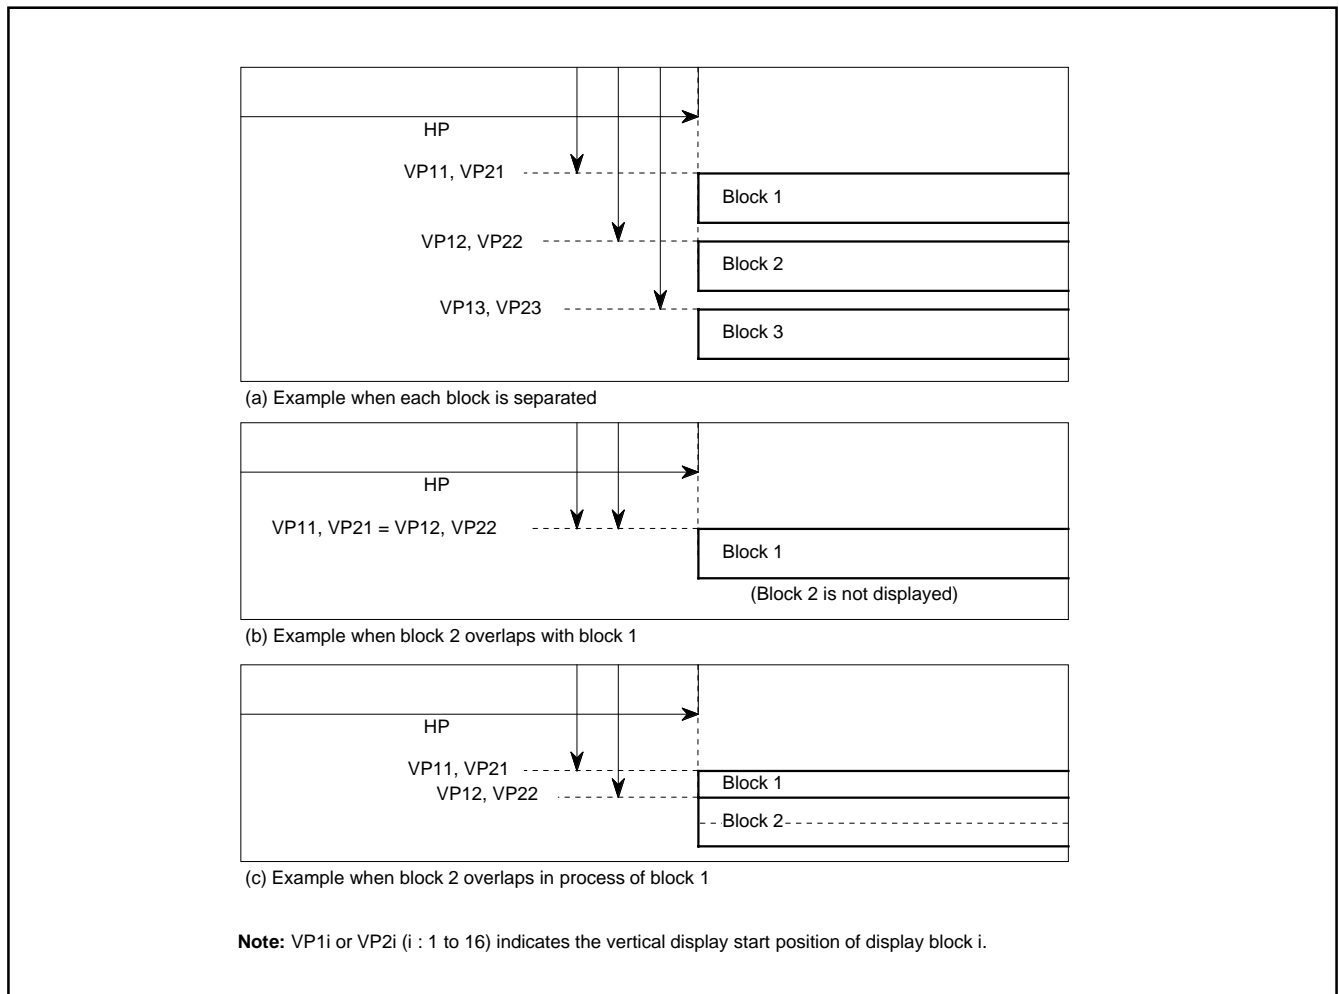 HP
VP11, VP21
Block 1
VP12, VP22
Block 2
VP13, VP23
Block 3
(a) Example when each block is separated
HP
VP11, VP21 = VP12, VP22
Block 1
(Block 2 is not displayed)
(b) Example when block 2 overlaps with block 1
HP
VP11, VP21
Block 1
VP12, VP22
Block 2
(c) Example when block 2 overlaps in process of block 1
Note: VP1i or VP2i (i : 1 to 16) indicates the vertical display start position of display block i.